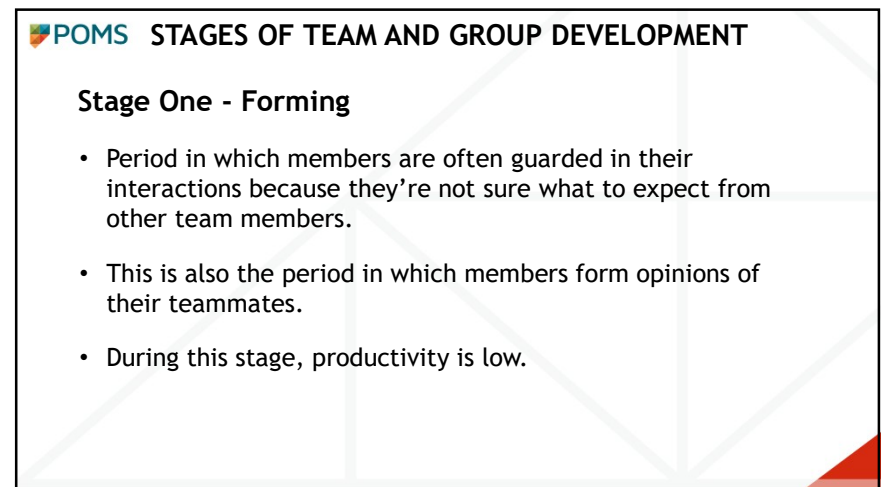 POMS STAGES OF TEAM AND GROUP DEVELOPMENT
Stage One - Forming
• Period in which members are often guarded in their
interactions because they’re not sure what to expect from
other team members.
• This is also the period in which members form opinions of
their teammates.
• During this stage, productivity is low.